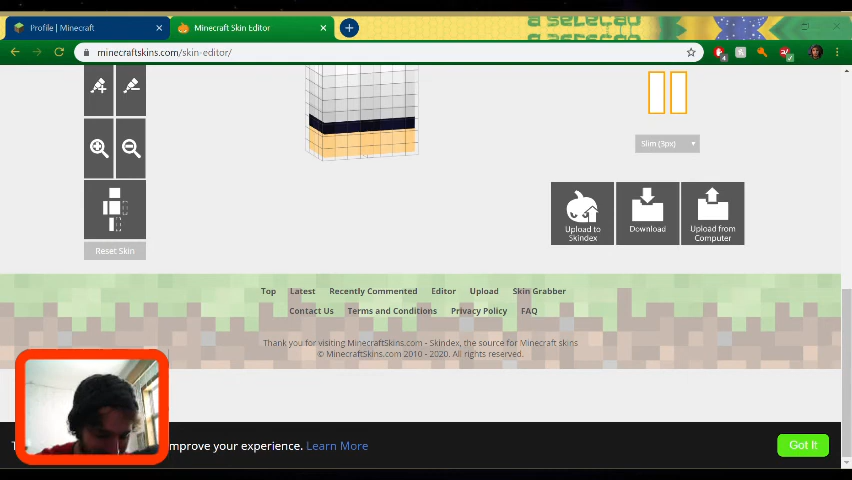 Profile | Minecraft
Minecraft Skin Editor
a seleção
minecraftskins.com/skin-editor/
4
Slim (3px)
Upload to
Skindex
Download
Upload from
Computer
Reset Skin
Top Latest Recently Commented Editor Upload Skin Grabber
Contact Us Terms and Conditions Privacy Policy FAQ
Thank you for visiting MinecraftSkins.com - Skindex, the source for Minecraft skins
© MinecraftSkins.com 2010 - 2020. All rights reserved.
improve your experience. Learn More
Got It